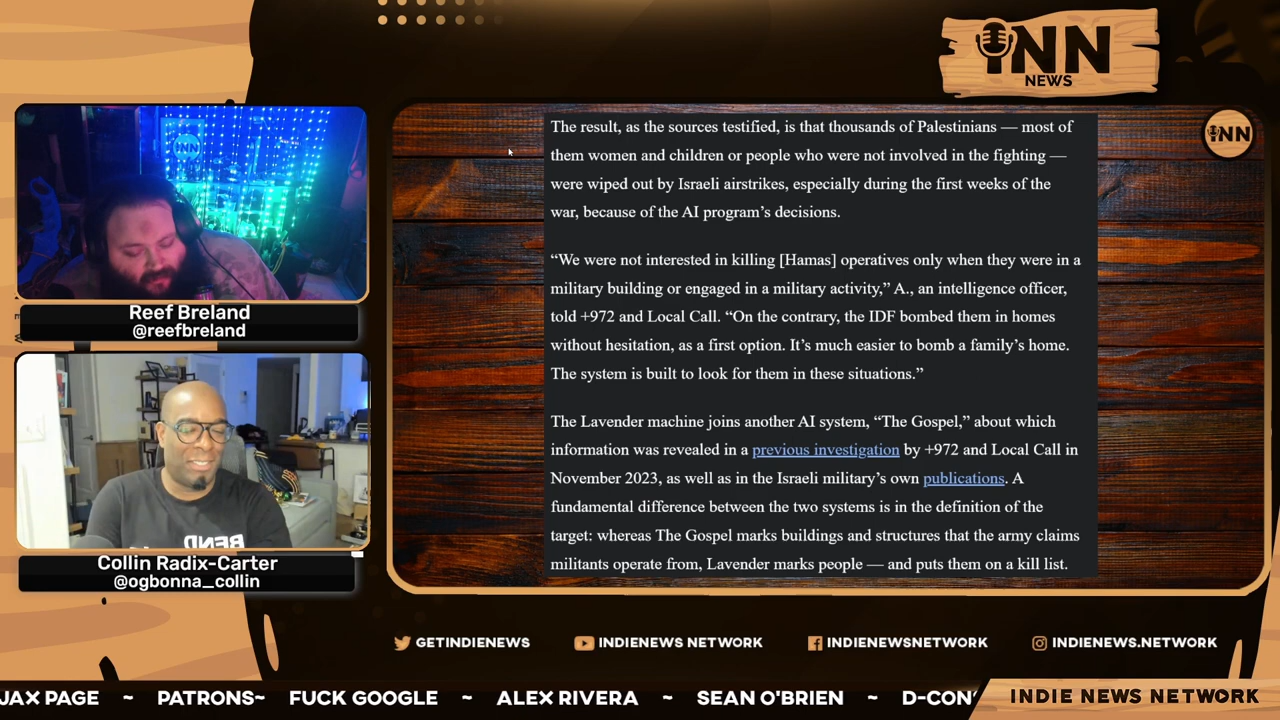 iNN
NEWS
iNN
iNN
The result, as the sources testified, is that thousands of Palestinians — most of
them women and children or people who were not involved in the fighting —
were wiped out by Israeli airstrikes, especially during the first weeks of the
war, because of the AI program’s decisions.
“We were not interested in killing [Hamas] operatives only when they were in a
military building or engaged in a military activity,” A., an intelligence officer,
told +972 and Local Call. “On the contrary, the IDF bombed them in homes
without hesitation, as a first option. It’s much easier to bomb a family’s home.
The system is built to look for them in these situations.”
The Lavender machine joins another AI system, “The Gospel,” about which
information was revealed in a previous investigation by +972 and Local Call in
November 2023, as well as in the Israeli military’s own publications. A
fundamental difference between the two systems is in the definition of the
target: whereas The Gospel marks buildings and structures that the army claims
militants operate from, Lavender marks people — and puts them on a kill list.
Reef Breland
@reefbreland
BEND
Collin Radix-Carter
@ogbonna_collin
GETINDIENEWS
INDIENEWS NETWORK
INDIENEWSNETWORK
INDIENEWS.NETWORK
JAX PAGE ~ PATRONS~ FUCK GOOGLE ~ ALEX RIVERA ~ SEAN O'BRIEN ~ D-CON
INDIE NEWS NETWORK